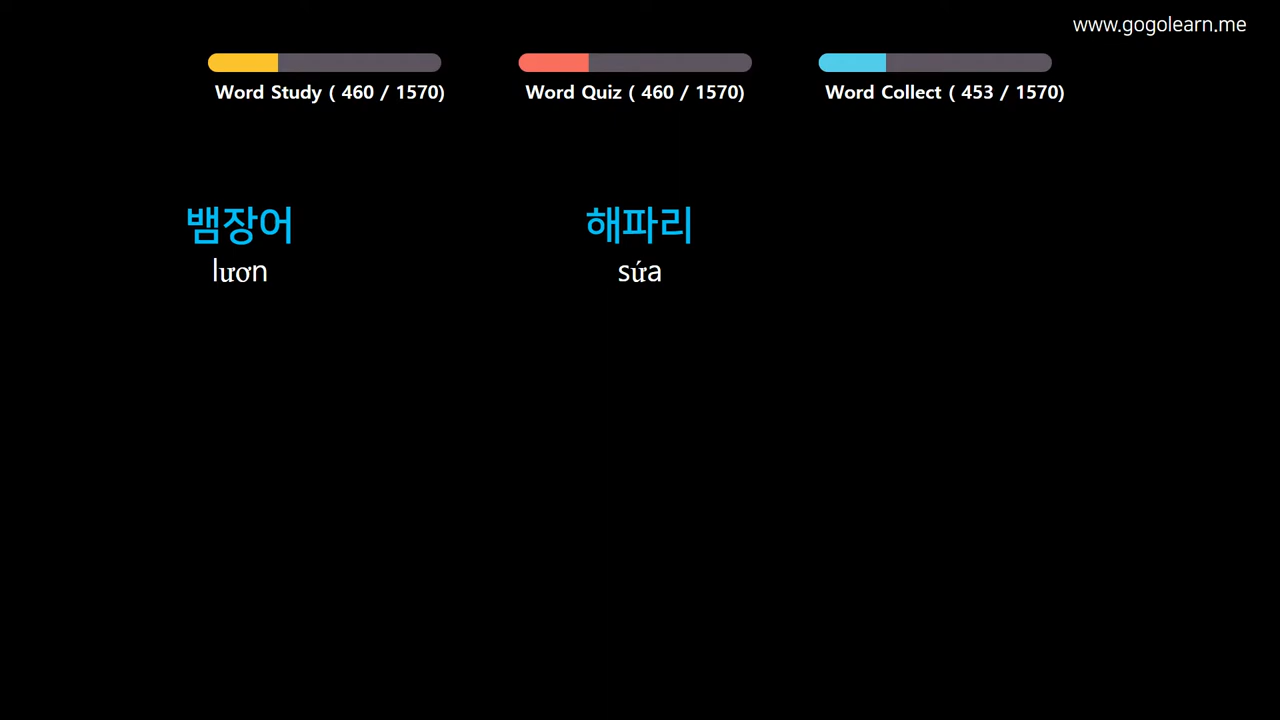 www.gogolearn.me
Word Study ( 460 / 1570)
Word Quiz ( 460 / 1570)
Word Collect ( 453 / 1570)
뱀장어
해파리
lươn
sứa